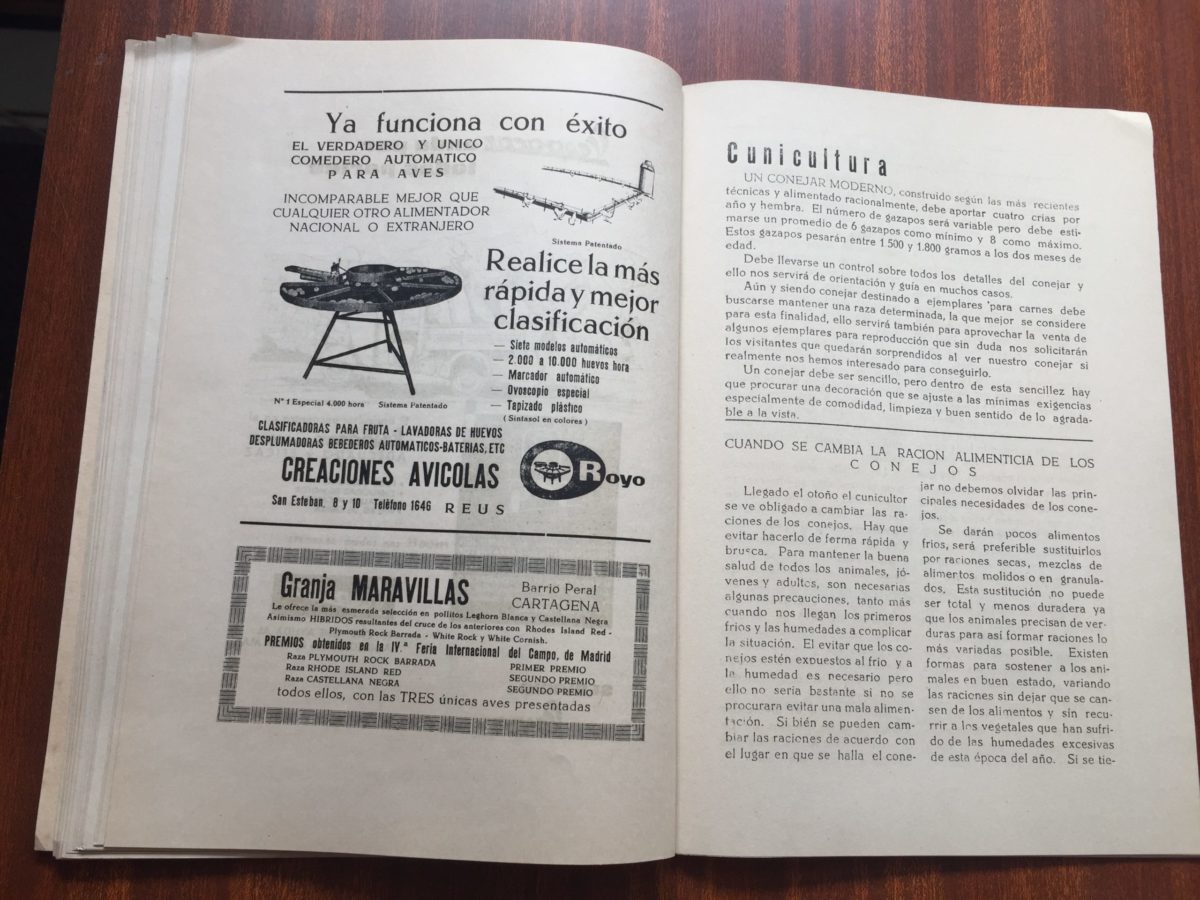 Ya funciona con éxito
EL VERDADERO Y UNICO
COMEDERO AUTOMATICO
PARA AVES
INCOMPARABLE MEJOR QUE
CUALQUIER OTRO ALIMENTADOR
NACIONAL O EXTRANJERO
Sistema Patentado
Realice la más
rápida y mejor
clasificación
— Siete modelos automáticos
— 2.000 a 10.000 huevos hora
— Marcador automático
— Ovoscopio especial
— Tapizado plástico
(Sintasol en colores)
Nº 1 Especial 4.000 hora Sistema Patentado
CLASIFICADORAS PARA FRUTA - LAVADORAS DE HUEVOS
DESPLUMADORAS BEBEDEROS AUTOMATICOS-BATERIAS, ETC
CREACIONES AVICOLAS
Royo
San Esteban, 8 y 10 Teléfono 1646 REUS
Granja MARAVILLAS
Barrio Peral
CARTAGENA
Le ofrece la más esmerada selección en pollitos Leghorn Blanca y Castellana Negra
Asimismo HIBRIDOS resultantes del cruce de los anteriores con Rhodes Island Red -
Plymouth Rock Barrada - White Rock y White Cornish.
PREMIOS obtenidos en la IV.ª Feria Internacional del Campo, de Madrid
Raza PLYMOUTH ROCK BARRADA PRIMER PREMIO
Raza RHODE ISLAND RED SEGUNDO PREMIO
Raza CASTELLANA NEGRA SEGUNDO PREMIO
todos ellos, con las TRES únicas aves presentadas
Cunicultura
UN CONEJAR MODERNO, construido según las más recientes
técnicas y alimentado racionalmente, debe aportar cuatro crias por
año y hembra. El número de gazapos será variable pero debe esti-
marse un promedio de 6 gazapos como mínimo y 8 como máximo.
Estos gazapos pesarán entre 1 500 y 1.800 gramos a los dos meses de
edad.
Debe llevarse un control sobre todos los detalles del conejar y
ello nos servirá de orientación y guía en muchos casos.
Aún y siendo conejar destinado a ejemplares para carnes debe
buscarse mantener una raza determinada, la que mejor se considere
para esta finalidad, ello servirá también para aprovechar la venta de
algunos ejemplares para reproducción que sin duda nos solicitarán
los visitantes que quedarán sorprendidos al ver nuestro conejar si
realmente nos hemos interesado para conseguirlo.
Un conejar debe ser sencillo, pero dentro de esta sencillez hay
que procurar una decoración que se ajuste a las mínimas exigencias
especialmente de comodidad, limpieza y buen sentido de lo agrada-
ble a la vista.
CUANDO SE CAMBIA LA RACION ALIMENTICIA DE LOS
CONEJOS
Llegado el otoño el cunicultor
se ve obligado a cambiar las ra-
ciones de los conejos. Hay que
evitar hacerlo de forma rápida y
brusca. Para mantener la buena
salud de todos los animales, jó-
venes y adultos, son necesarias
algunas precauciones, tanto más
cuando nos llegan los primeros
frios y las humedades a complicar
la situación. El evitar que los co-
nejos estén expuestos al frio y a
la humedad es necesario pero
ello no sería bastante si no se
procurara evitar una mala alimen-
tación. Si bién se pueden cam-
biar las raciones de acuerdo con
el lugar en que se halla el cone-
jar no debemos olvidar las prin-
cipales necesidades de los cone-
jos.
Se darán pocos alimentos
frios, será preferible sustituirlos
por raciones secas, mezclas de
alimentos molidos o en granula-
dos. Esta sustitución no puede
ser total y menos duradera ya
que los animales precisan de ver-
duras para así formar raciones lo
más variadas posible. Existen
formas para sostener a los ani-
males en buen estado, variando
las raciones sin dejar que se can-
sen de los alimentos y sin recu-
rrir a los vegetales que han sufri-
do de las humedades excesivas
de esta época del año. Si se tie-